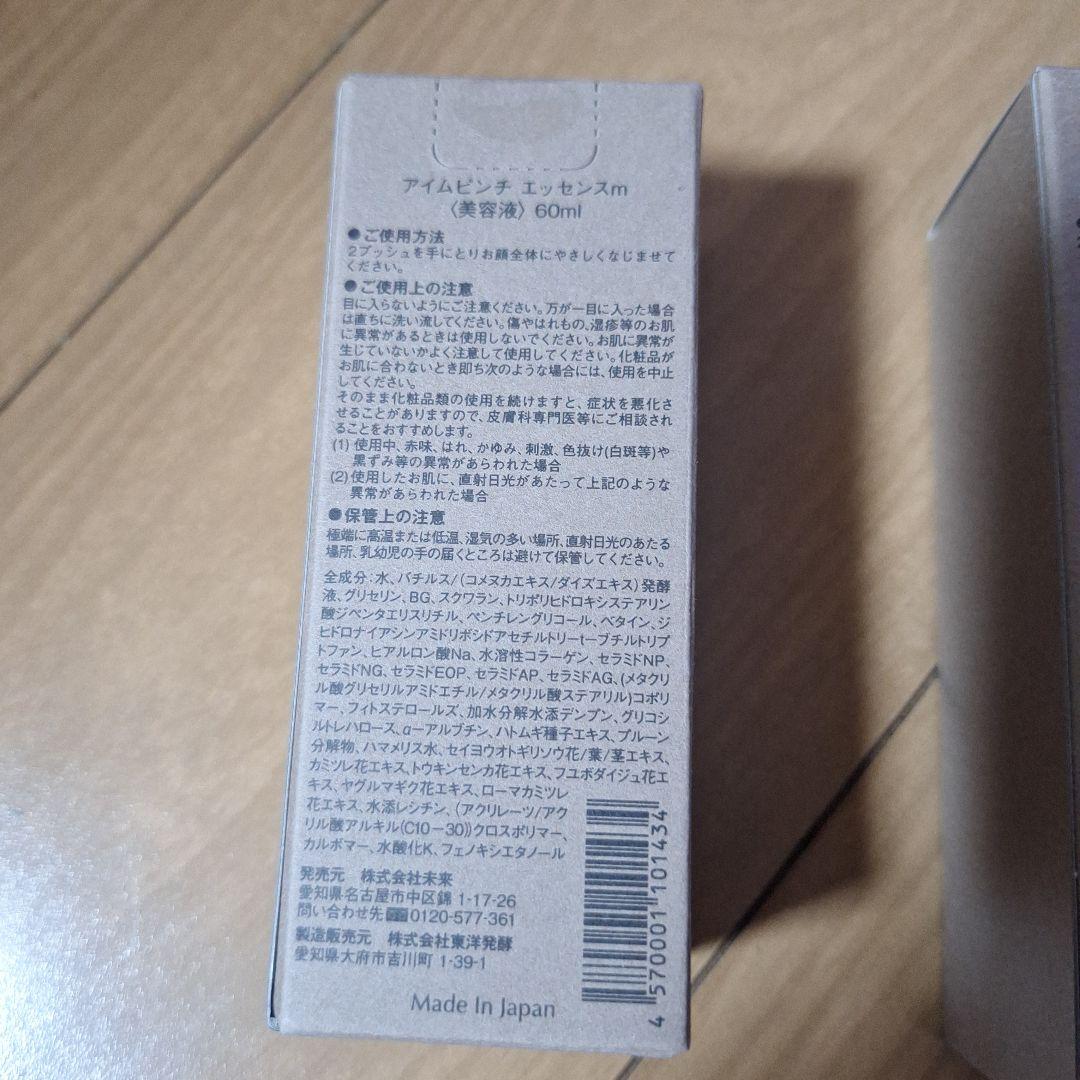 アイムピンチ エッセンスm
〈美容液〉 60ml
●ご使用方法
2プッシュを手にとりお顔全体にやさしくなじませて
ください。
●ご使用上の注意
目に入らないようにご注意ください。万が一目に入った場合
は直ちに洗い流してください。傷やはれもの、湿疹等のお肌
に異常があるときは使用しないでください。お肌に異常が
生じていないかよく注意して使用してください。化粧品が
お肌に合わないとき即ち次のような場合には、使用を中止
してください。
そのまま化粧品類の使用を続けますと、症状を悪化さ
せることがありますので、皮膚科専門医等にご相談され
ることをおすすめします。
(1) 使用中、赤味、はれ、かゆみ、刺激、色抜け(白斑等)や
黒ずみ等の異常があらわれた場合
(2)使用したお肌に、直射日光があたって上記のような
異常があらわれた場合
●保管上の注意
極端に高温または低温、湿気の多い場所、直射日光のあたる
場所、乳幼児の手の届くところは避けて保管してください。
全成分：水、バチルス/(コメヌカエキス/ダイズエキス)発酵
液、グリセリン、BG、スクワラン、トリポリヒドロキシステアリン
酸ジペンタエリスリチル、ペンチレングリコール、ベタイン、ジ
ヒドロナイアシンアミドリボシドアセチルトリーtーブチルトリプ
トファン、ヒアルロン酸Na、水溶性コラーゲン、セラミドNP、
セラミドNG、セラミドEOP、セラミドAP、セラミドAG、(メタクリ
ル酸グリセリルアミドエチル/メタクリル酸ステアリル)コポリ
マー、フィトステロールズ、加水分解水添デンプン、グリコシ
ルトレハロース、α－アルブチン、ハトムギ種子エキス、プルーン
分解物、ハマメリス水、セイヨウオトギリソウ花/葉/茎エキス、
カミツレ花エキス、トウキンセンカ花エキス、フユボダイジュ花エ
キス、ヤグルマギク花エキス、ローマカミツレ
花エキス、水添レシチン、(アクリレーツ/アク
リル酸アルキル(C10－30))クロスポリマー、
カルボマー、水酸化K、フェノキシエタノール
発売元 株式会社未来
愛知県名古屋市中区錦 1-17-26
問い合わせ先 0120-577-361
製造販売元 株式会社東洋発酵
愛知県大府市吉川町 1-39-1
Made In Japan
4 570001 101434